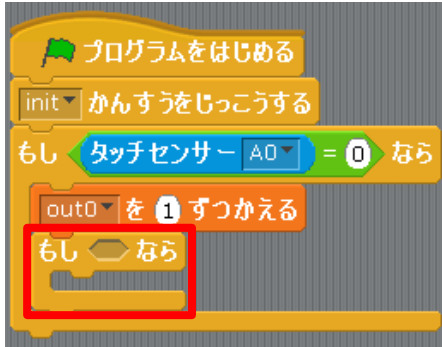 プログラムをはじめる
init かんすうをじっこうする
もし タッチセンサー A0 = 0 なら
out0 を 1 ずつかえる
もし なら